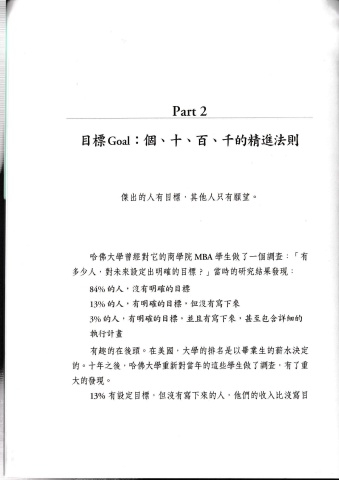 Part 2
目標Goal：個、十、百、千的精進法則
傑出的人有目標，其他人只有願望。
哈佛大學曾經對它的商學院 MBA 學生做了一個調查：「有
多少人，對未來設定出明確的目標？」當時的研究結果發現：
84% 的人，沒有明確的目標
13% 的人，有明確的目標，但沒有寫下來
3% 的人，有明確的目標，並且有寫下來，甚至包含詳細的
執行計畫
有趣的在後頭。在美國，大學的排名是以畢業生的薪水決定
的。十年之後，哈佛大學重新對當年的這些學生做了調查，有了重
大的發現。
13% 有設定目標，但沒有寫下來的人，他們的收入比沒寫目